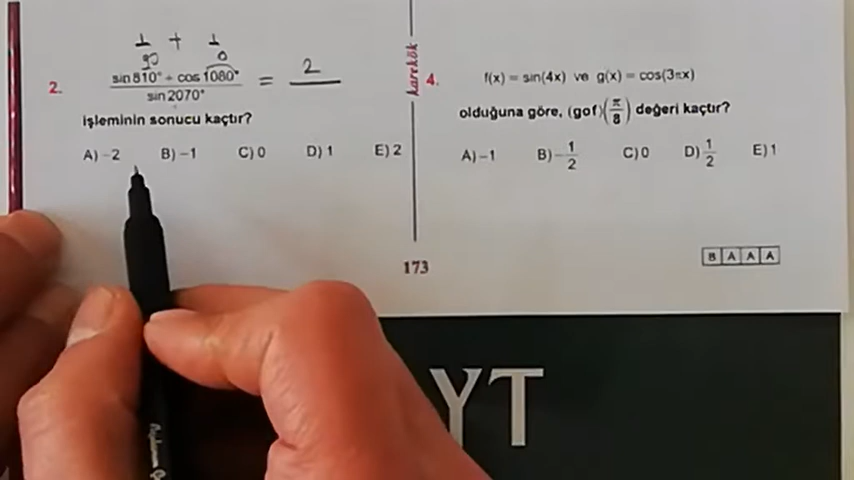 1 + 1
90 0
2. sin 810° + cos 1080° = 2
sin 2070°
işleminin sonucu kaçtır?
A) -2 B) -1 C) 0 D) 1 E) 2
karekök
4. f(x) = sin(4x) ve g(x) = cos(3πx)
olduğuna göre, (gof)(π/8) değeri kaçtır?
A) -1 B) -1/2 C) 0 D) 1/2 E) 1
173
B A A A
YT